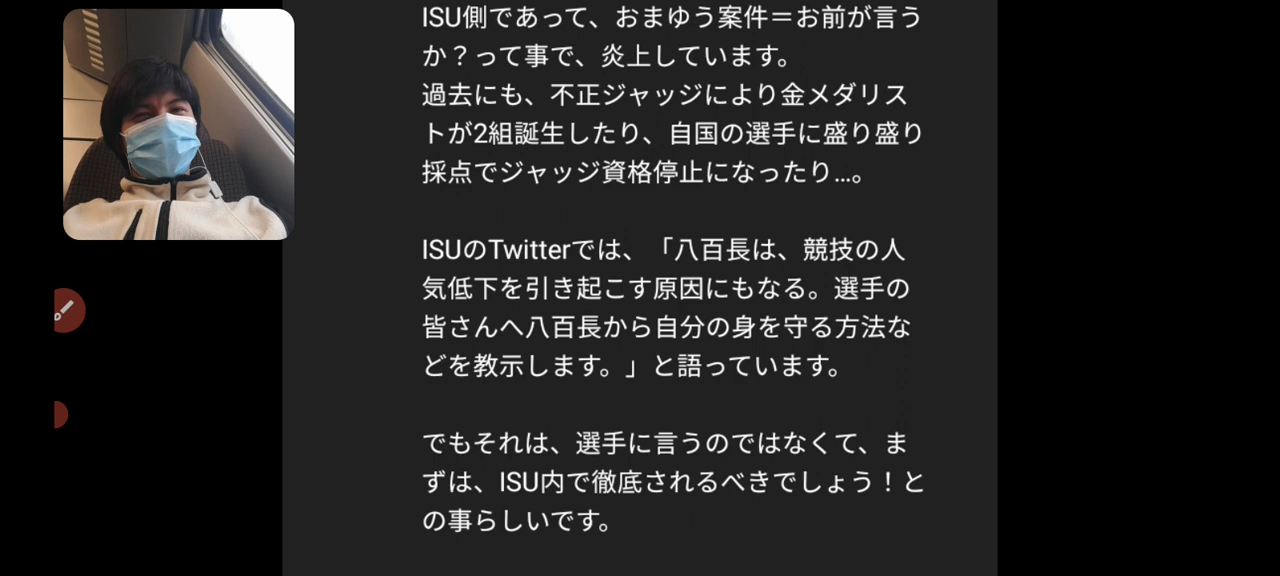 ISU側であって、おまゆう案件＝お前が言う
か？って事で、炎上しています。
過去にも、不正ジャッジにより金メダリス
トが2組誕生したり、自国の選手に盛り盛り
採点でジャッジ資格停止になったり...。
ISUのTwitterでは、「八百長は、競技の人
気低下を引き起こす原因にもなる。選手の
皆さんへ八百長から自分の身を守る方法な
どを教示します。」と語っています。
でもそれは、選手に言うのではなくて、ま
ずは、ISU内で徹底されるべきでしょう！と
の事らしいです。